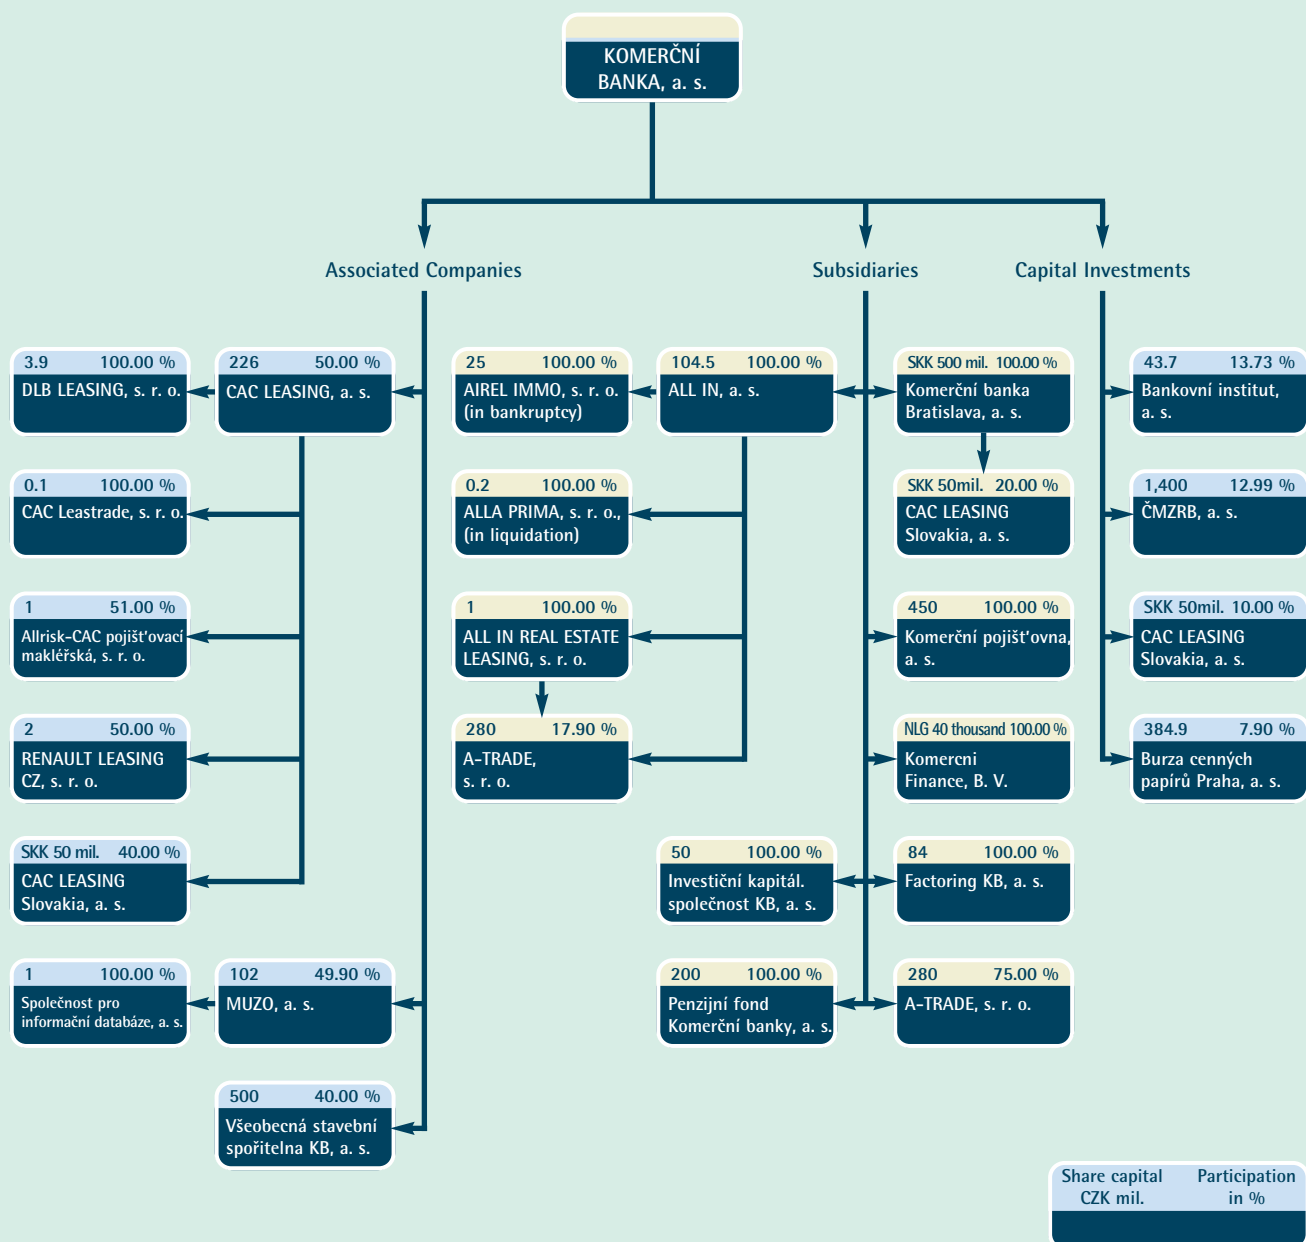 KOMERČNÍ
BANKA, a. s.
Associated Companies
Subsidiaries
Capital Investments
3.9 100.00 %
DLB LEASING, s. r. o.
226 50.00 %
CAC LEASING, a. s.
25 100.00 %
AIREL IMMO, s. r. o.
(in bankruptcy)
104.5 100.00 %
ALL IN, a. s.
SKK 500 mil. 100.00 %
Komerční banka
Bratislava, a. s.
43.7 13.73 %
Bankovní institut,
a. s.
0.1 100.00 %
CAC Leastrade, s. r. o.
0.2 100.00 %
ALLA PRIMA, s. r. o.,
(in liquidation)
SKK 50mil. 20.00 %
CAC LEASING
Slovakia, a. s.
1,400 12.99 %
ČMZRB, a. s.
1 51.00 %
Allrisk-CAC pojišt'ovací
makléřská, s. r. o.
1 100.00 %
ALL IN REAL ESTATE
LEASING, s. r. o.
450 100.00 %
Komerční pojišt'ovna,
a. s.
SKK 50mil. 10.00 %
CAC LEASING
Slovakia, a. s.
2 50.00 %
RENAULT LEASING
CZ, s. r. o.
280 17.90 %
A-TRADE,
s. r. o.
NLG 40 thousand 100.00 %
Komercni
Finance, B. V.
384.9 7.90 %
Burza cenných
papírů Praha, a. s.
SKK 50 mil. 40.00 %
CAC LEASING
Slovakia, a. s.
50 100.00 %
Investiční kapitál.
společnost KB, a. s.
84 100.00 %
Factoring KB, a. s.
1 100.00 %
Společnost pro
informační databáze, a. s.
102 49.90 %
MUZO, a. s.
200 100.00 %
Penzijní fond
Komerční banky, a. s.
280 75.00 %
A-TRADE, s. r. o.
500 40.00 %
Všeobecná stavební
spořitelna KB, a. s.
Share capital Participation
CZK mil. in %